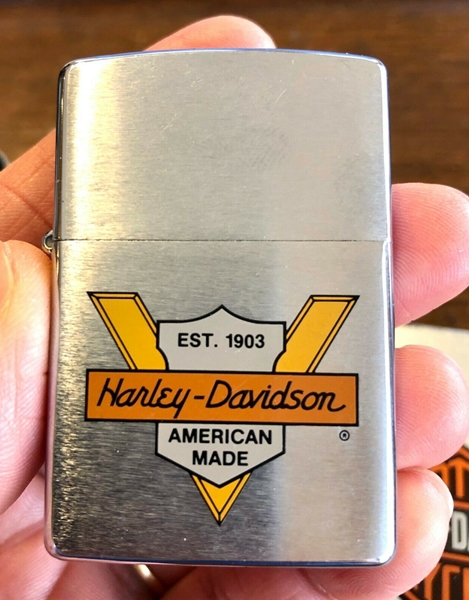 EST. 1903
Harley-Davidson
®
AMERICAN
MADE